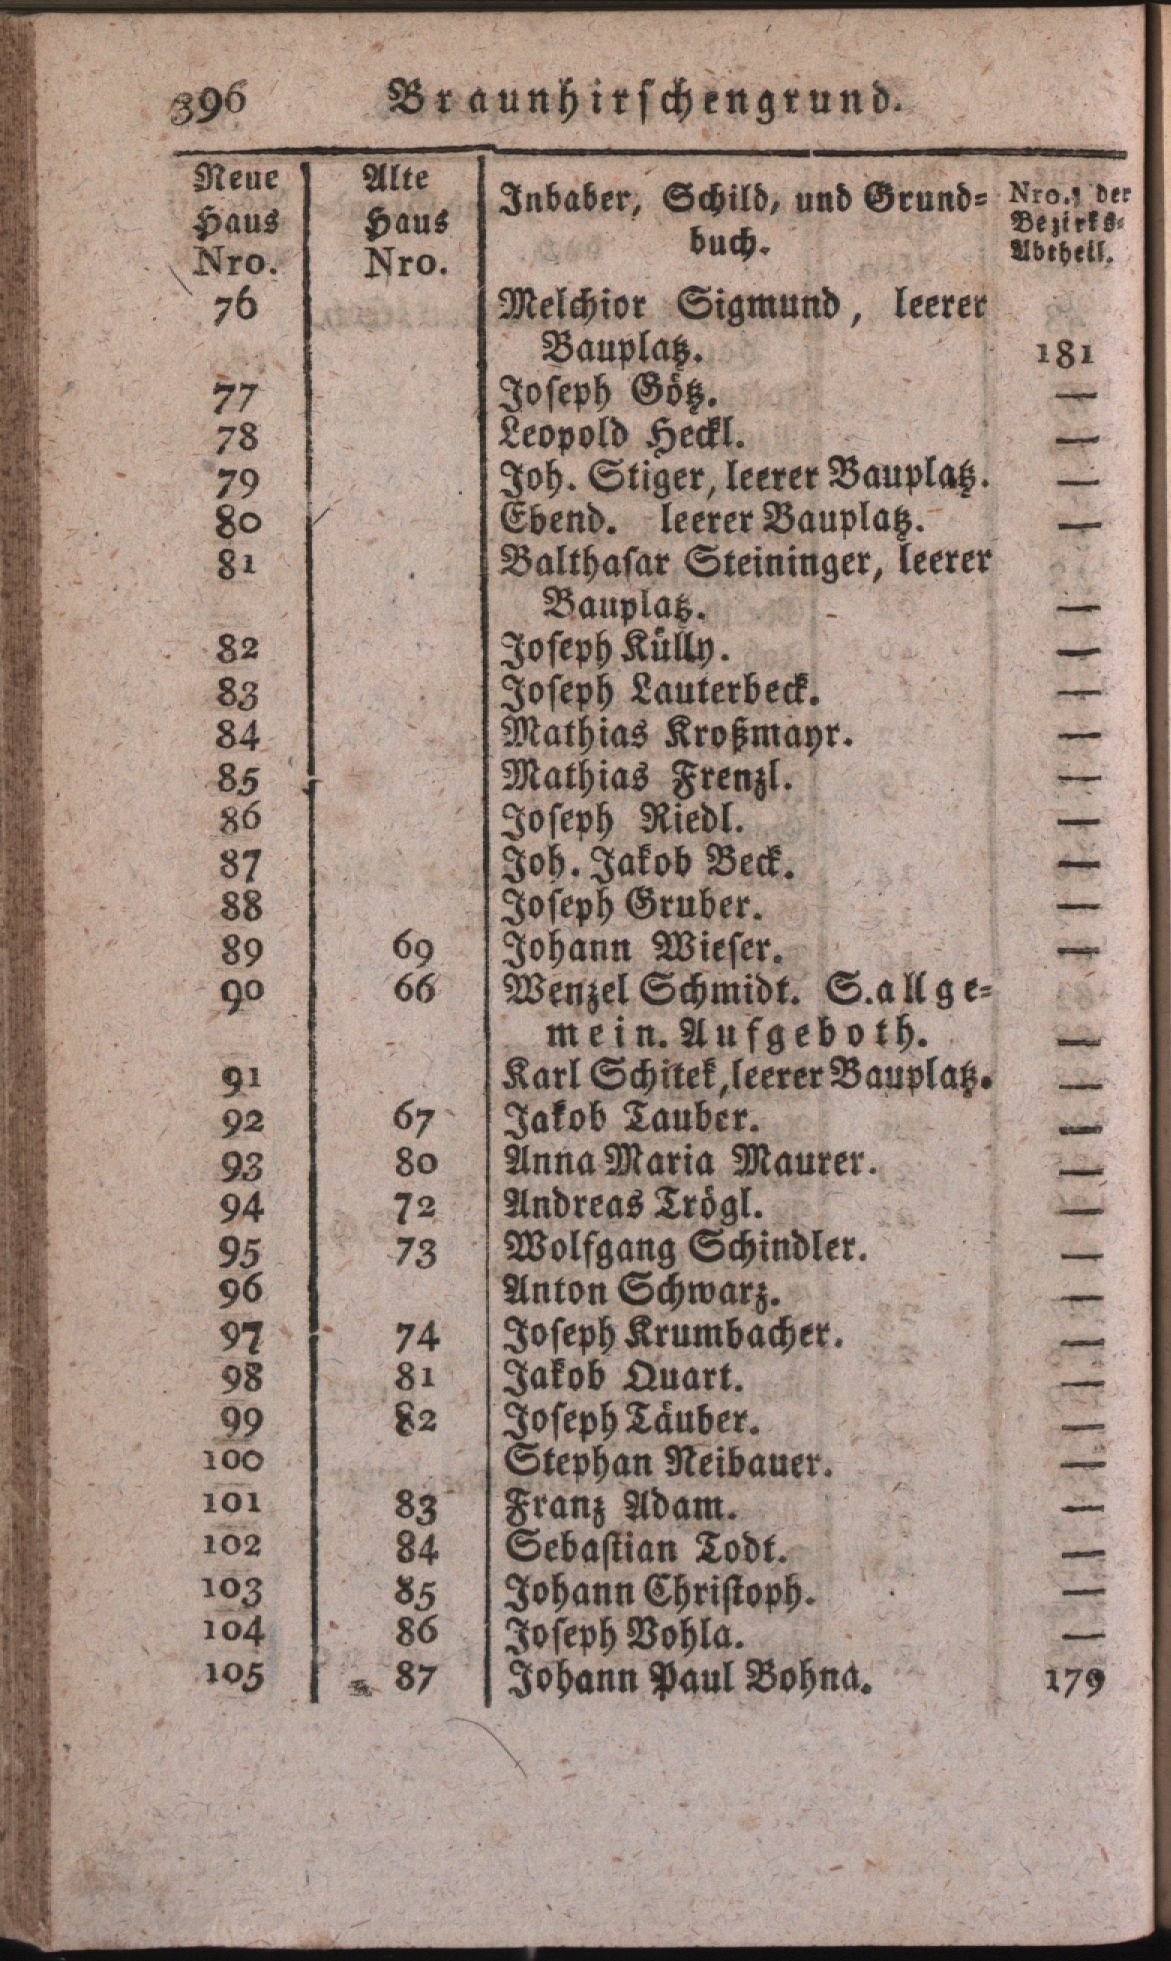 396 Braunhirschengrund.
Neue Haus Nro. Alte Haus Nro. Inbaber, Schild, und Grund=buch. Nro. der Bezirks=Abtheil.
76 Melchior Sigmund, leerer
Bauplatz. 181
77 Joseph Götz. —
78 Leopold Heckl. —
79 Joh. Stiger, leerer Bauplatz. —
80 Ebend. leerer Bauplatz. —
81 Balthasar Steininger, leerer
Bauplatz. —
82 Joseph Külly. —
83 Joseph Lauterbeck. —
84 Mathias Kroßmayr. —
85 Mathias Frenzl. —
86 Joseph Riedl. —
87 Joh. Jakob Beck. —
88 Joseph Gruber. —
89 69 Johann Wieser. —
90 66 Wenzel Schmidt. S. allge=
mein. Aufgeboth. —
91 Karl Schitek, leerer Bauplatz. —
92 67 Jakob Tauber. —
93 80 Anna Maria Maurer. —
94 72 Andreas Trögl. —
95 73 Wolfgang Schindler. —
96 Anton Schwarz. —
97 74 Joseph Krumbacher. —
98 81 Jakob Quart. —
99 82 Joseph Täuber. —
100 Stephan Neibauer. —
101 83 Franz Adam. —
102 84 Sebastian Todt. —
103 85 Johann Christoph. —
104 86 Joseph Vohla. —
105 87 Johann Paul Bohna. 179